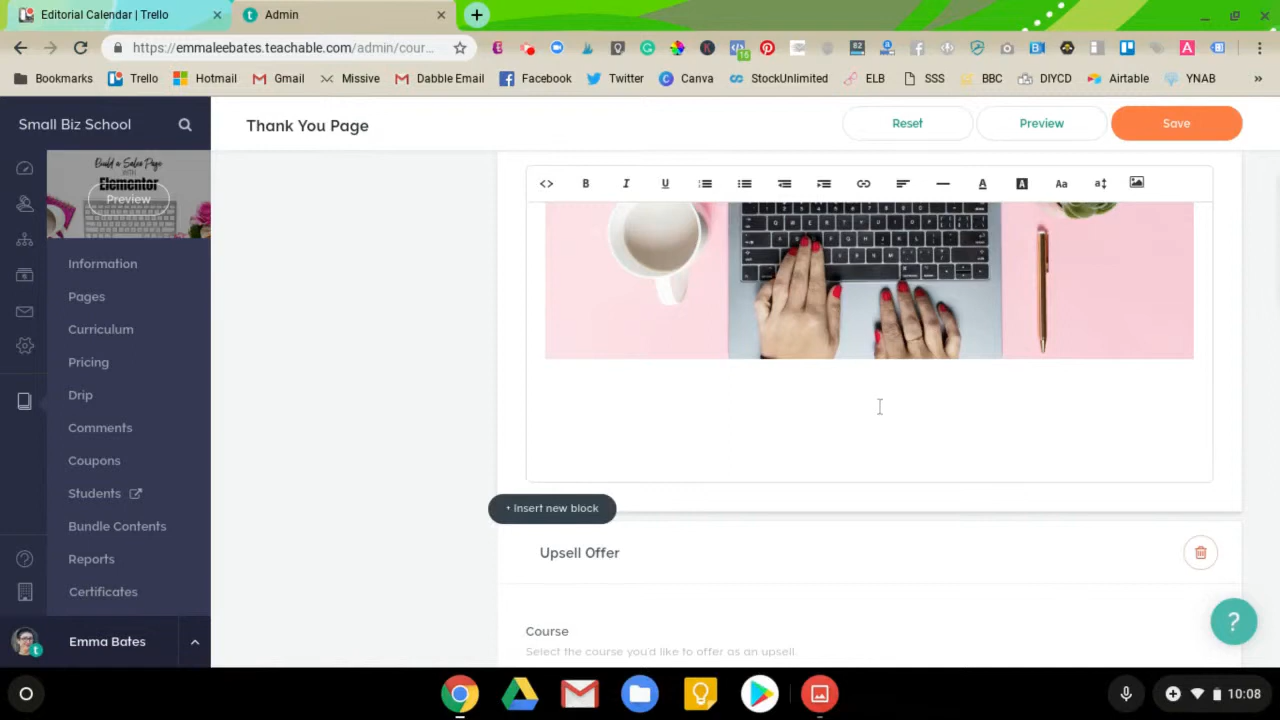 Editorial Calendar | Trello
Admin
https://emmaleebates.teachable.com/admin/cour...
Bookmarks Trello Hotmail Gmail Missive Dabble Email Facebook Twitter Canva StockUnlimited ELB SSS BBC DIYCD Airtable YNAB »
Small Biz School
Thank You Page
Reset
Preview
Save
Build a Sales Page
WITH
Elementor
Preview
<> B I U A A Aa a
Information
Pages
Curriculum
Pricing
Drip
Comments
Coupons
Students
Bundle Contents
Reports
Certificates
Emma Bates
+ Insert new block
Upsell Offer
Course
Select the course you'd like to offer as an upsell.
?
10:08